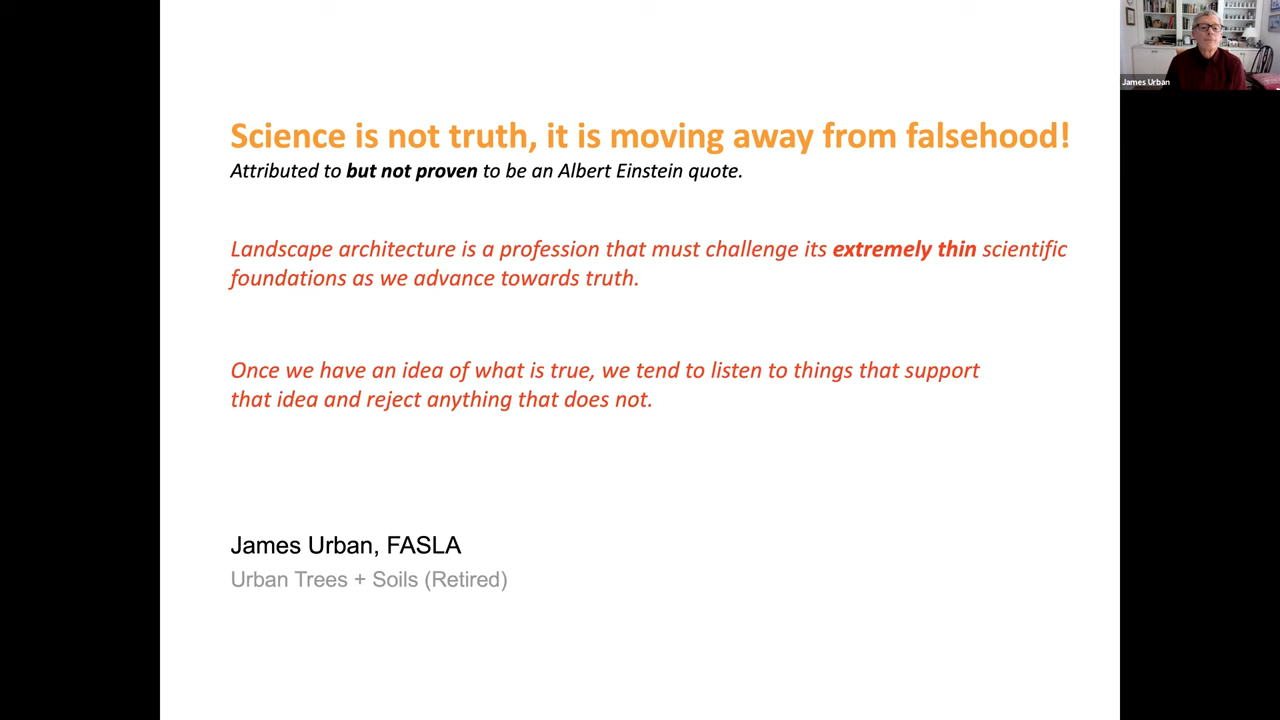 James Urban
Science is not truth, it is moving away from falsehood!
Attributed to but not proven to be an Albert Einstein quote.
Landscape architecture is a profession that must challenge its extremely thin scientific
foundations as we advance towards truth.
Once we have an idea of what is true, we tend to listen to things that support
that idea and reject anything that does not.
James Urban, FASLA
Urban Trees + Soils (Retired)